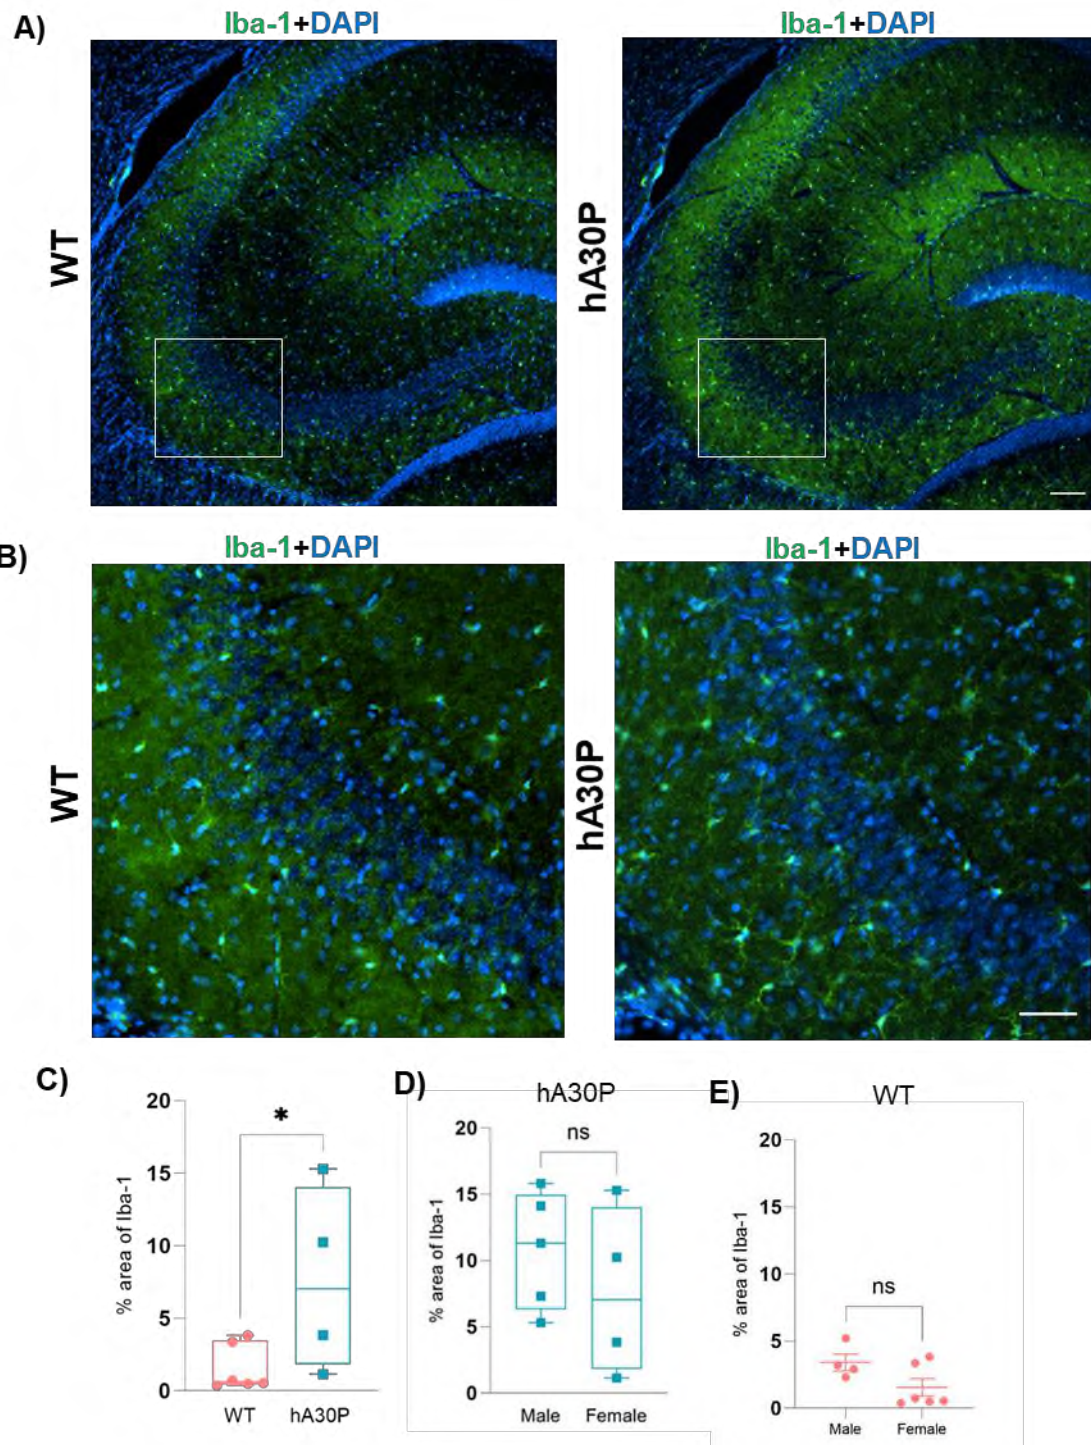 A)
Iba-1+DAPI
Iba-1+DAPI
WT
hA30P
B)
Iba-1+DAPI
Iba-1+DAPI
WT
hA30P
C)
% area of Iba-1
20
15
10
5
0
*
WT
hA30P
D)
hA30P
% area of Iba-1
20
15
10
5
0
ns
Male
Female
E)
WT
% area of Iba-1
20
15
10
5
0
ns
Male
Female